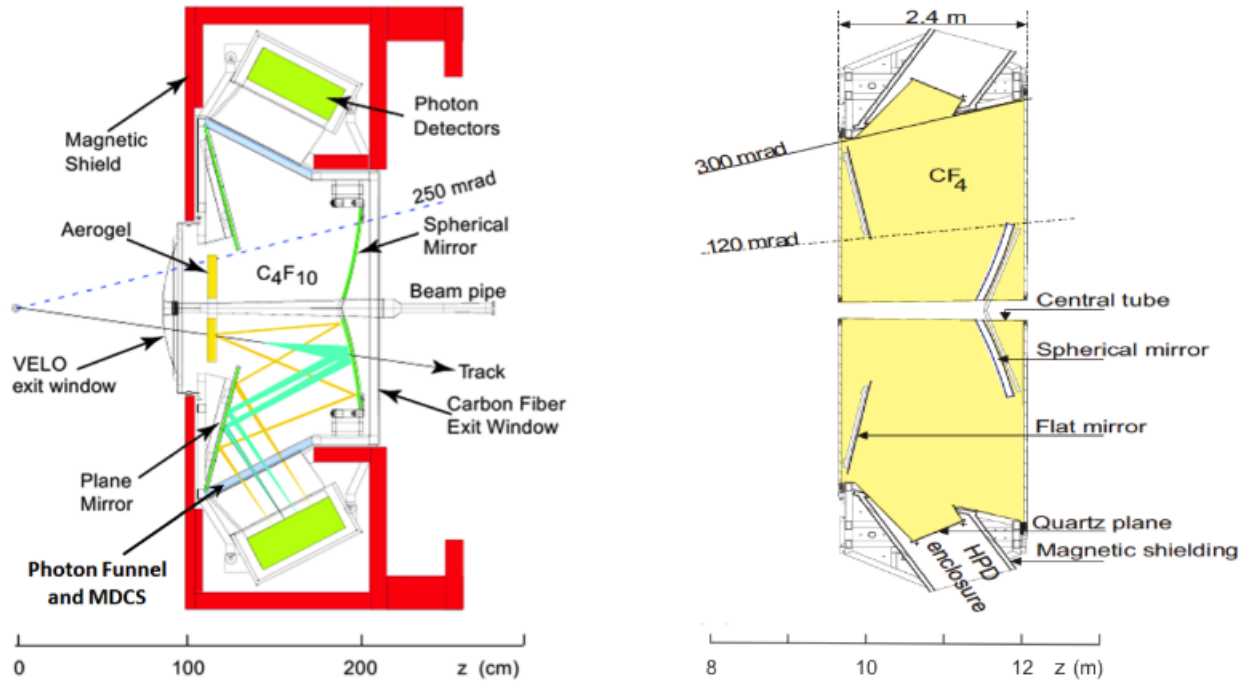 Magnetic
Shield
Photon
Detectors
250 mrad
Aerogel
Spherical
Mirror
C4F10
Beam pipe
VELO
exit window
Track
Carbon Fiber
Exit Window
Plane
Mirror
Photon Funnel
and MDCS
0
100
200
z (cm)
2.4 m
300 mrad
CF4
120 mrad
Central tube
Spherical mirror
Flat mirror
Quartz plane
Magnetic shielding
HPD
enclosure
8
10
12
z (m)